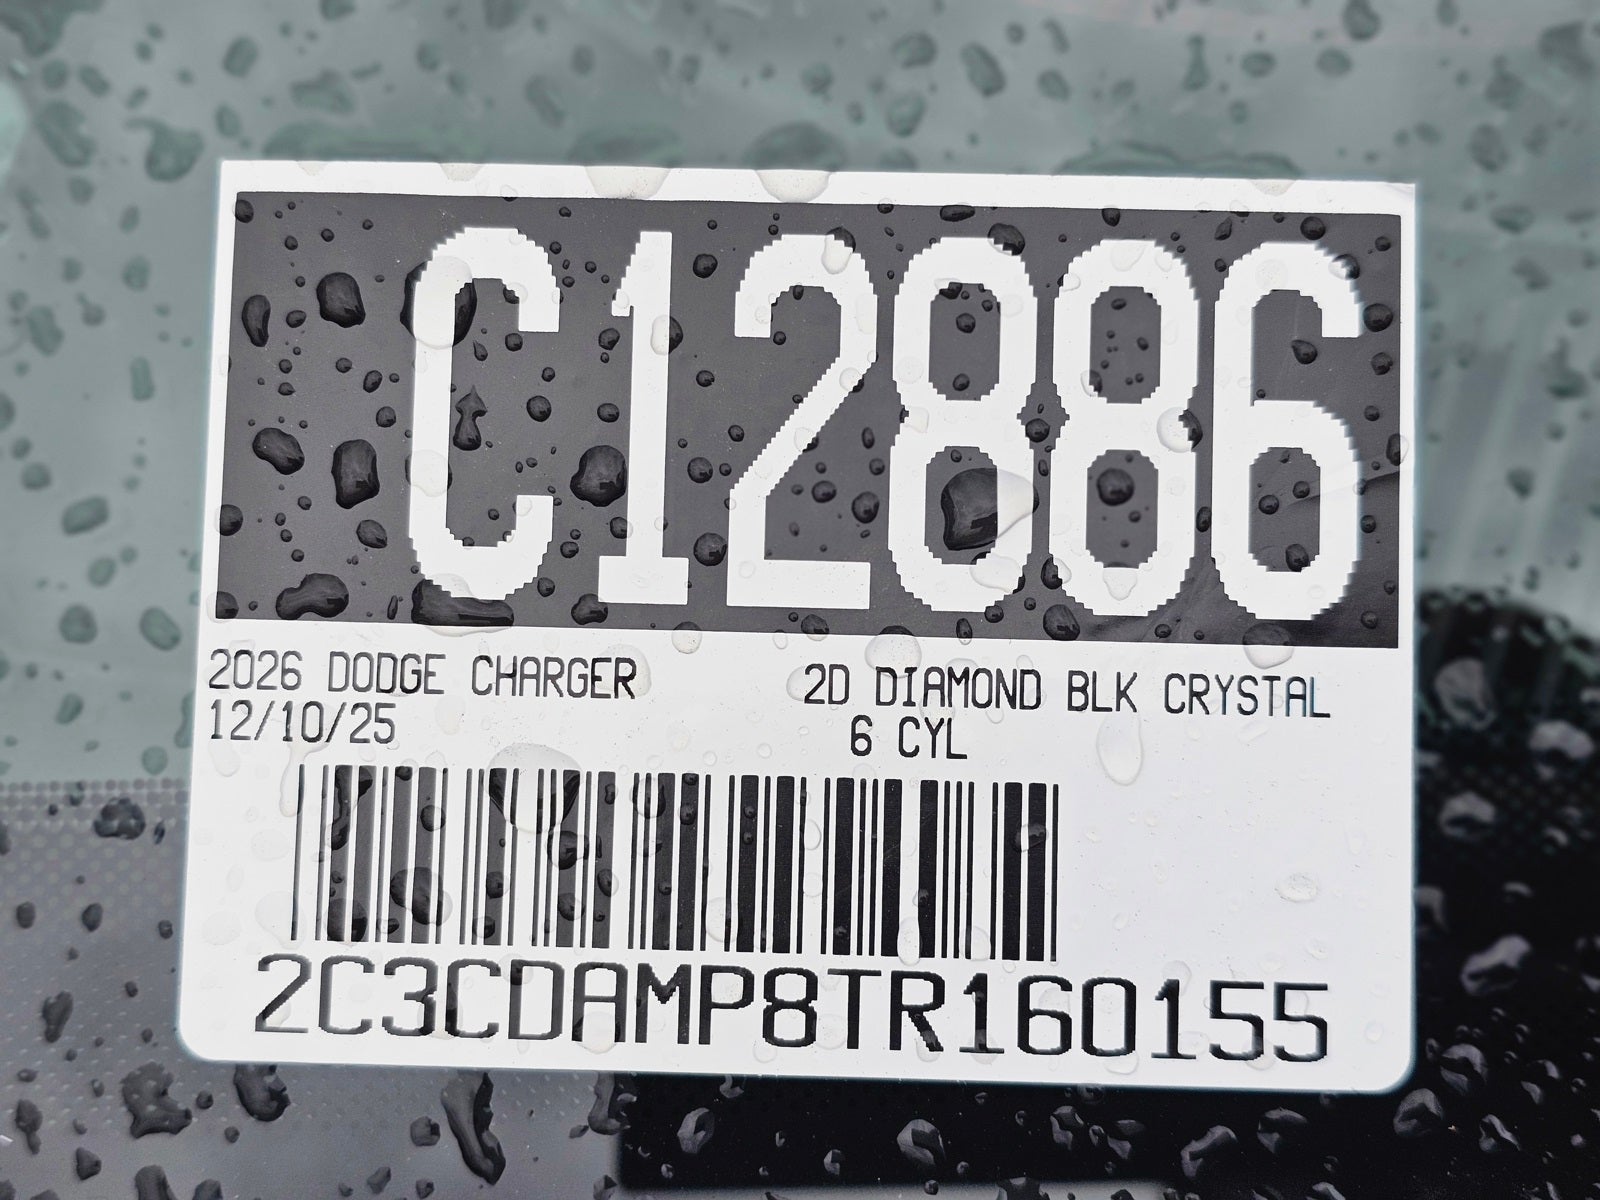 C12886
2026 DODGE CHARGER 2D DIAMOND BLK CRYSTAL
12/10/25 6 CYL
2C3CDAMP8TR160155